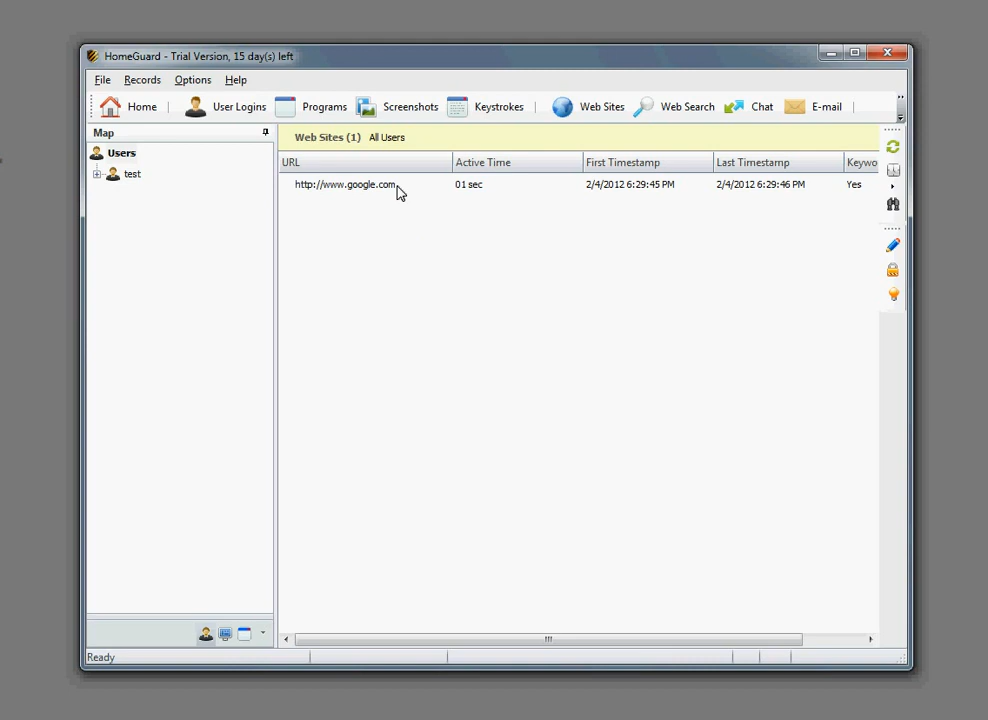 HomeGuard - Trial Version, 15 day(s) left
File Records Options Help
Home User Logins Programs Screenshots Keystrokes Web Sites Web Search Chat E-mail
Map
Web Sites (1) All Users
Users
URL Active Time First Timestamp Last Timestamp Keywo
test
http://www.google.com 01 sec 2/4/2012 6:29:45 PM 2/4/2012 6:29:46 PM Yes
Ready